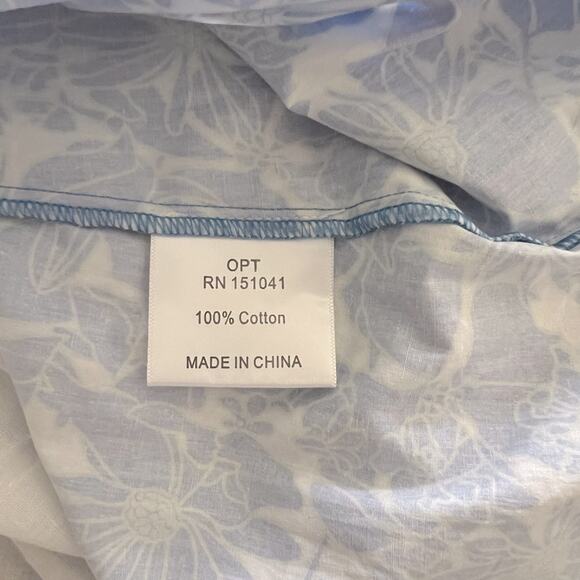 OPT
RN 151041
100% Cotton
MADE IN CHINA